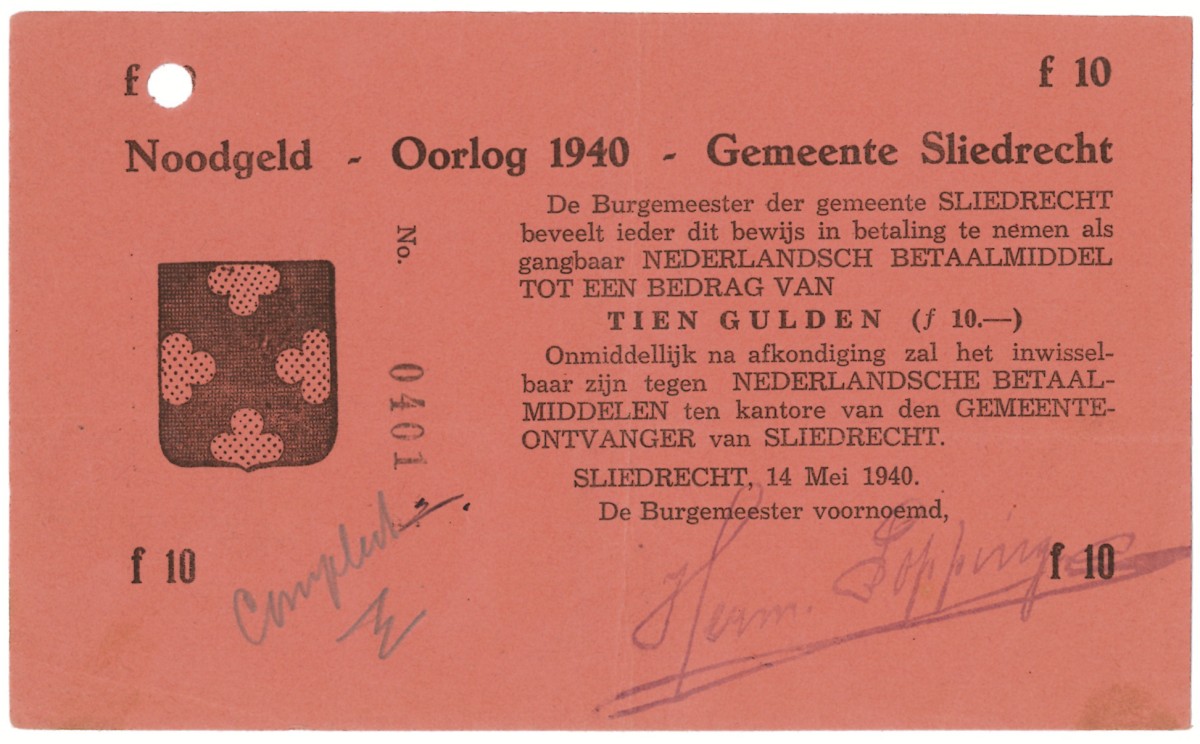 f f 10
Noodgeld - Oorlog 1940 - Gemeente Sliedrecht
No. 0401
De Burgemeester der gemeente SLIEDRECHT
beveelt ieder dit bewijs in betaling te nemen als
gangbaar NEDERLANDSCH BETAALMIDDEL
TOT EEN BEDRAG VAN
TIEN GULDEN (f 10.—)
Onmiddellijk na afkondiging zal het inwissel-
baar zijn tegen NEDERLANDSCHE BETAAL-
MIDDELEN ten kantore van den GEMEENTE-
ONTVANGER van SLIEDRECHT.
SLIEDRECHT, 14 Mei 1940.
De Burgemeester voornoemd,
Herm. Popping
Compleet
f 10 f 10